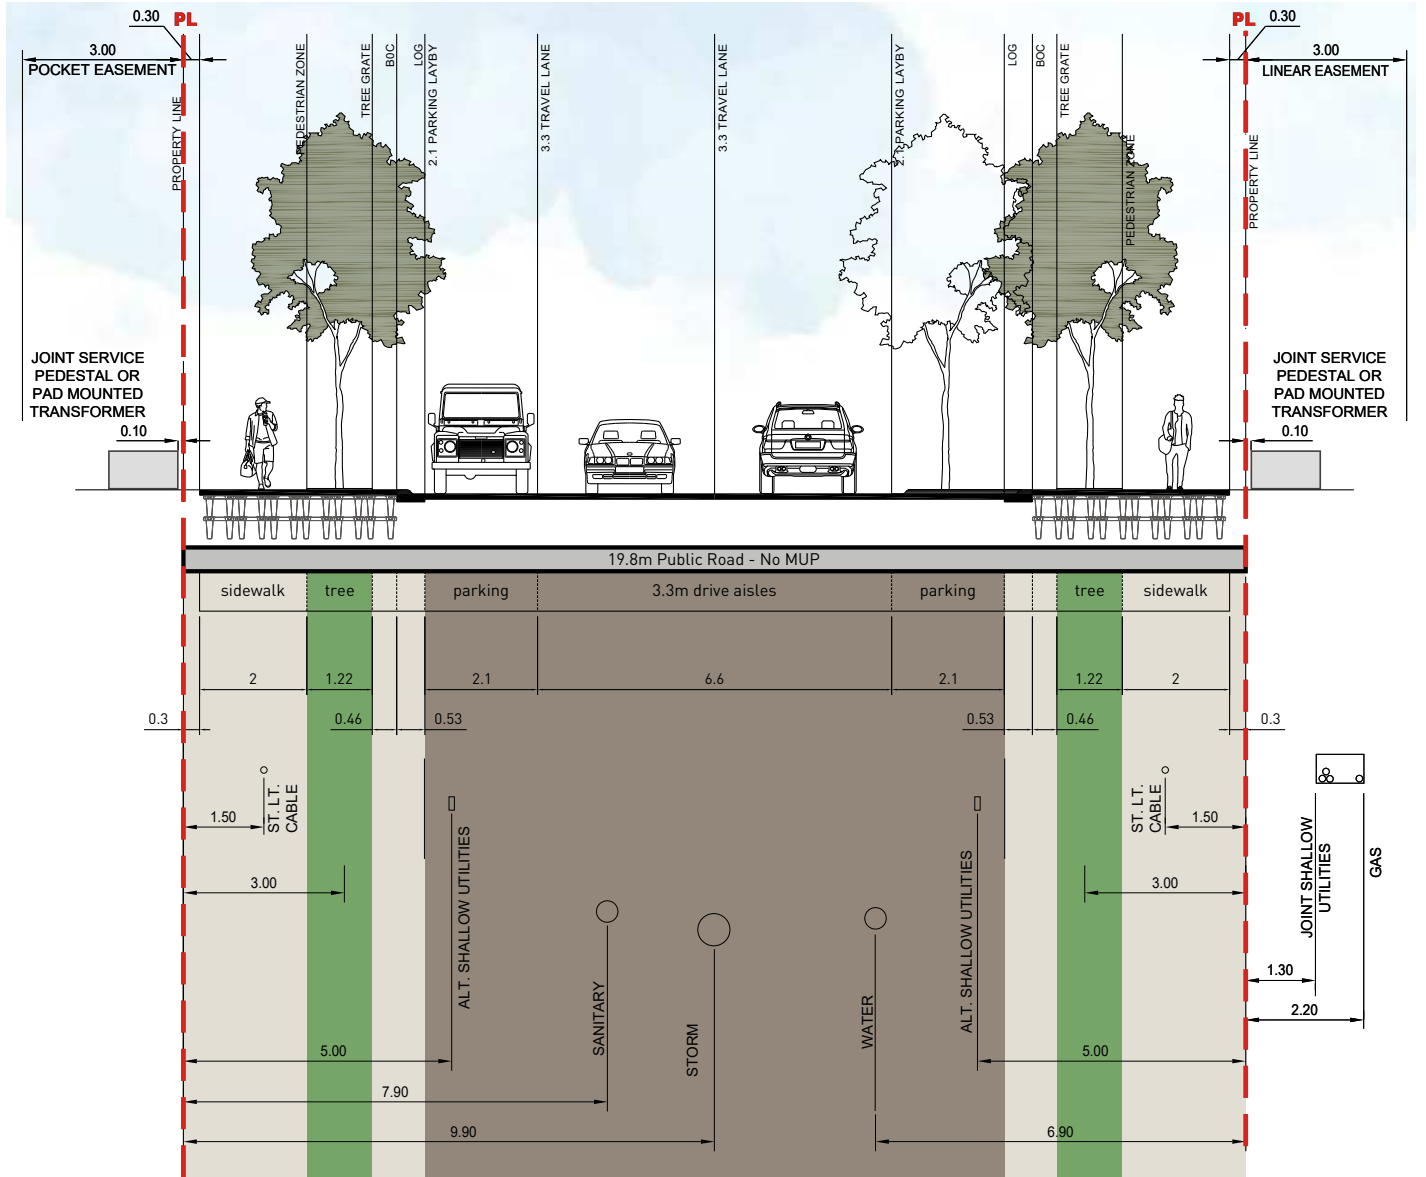 0.30
PL
3.00
POCKET EASEMENT
PROPERTY LINE
PEDESTRIAN ZONE
TREE GRATE
BOC
LOG
2.1 PARKING LAYBY
3.3 TRAVEL LANE
3.3 TRAVEL LANE
2.1 PARKING LAYBY
LOG
BOC
TREE GRATE
PEDESTRIAN ZONE
PL
0.30
3.00
LINEAR EASEMENT
PROPERTY LINE
JOINT SERVICE
PEDESTAL OR
PAD MOUNTED
TRANSFORMER
0.10
JOINT SERVICE
PEDESTAL OR
PAD MOUNTED
TRANSFORMER
0.10
19.8m Public Road - No MUP
sidewalk
tree
parking
3.3m drive aisles
parking
tree
sidewalk
2
1.22
2.1
6.6
2.1
1.22
2
0.3
0.46
0.53
0.53
0.46
0.3
ST. LT.
CABLE
1.50
ST. LT.
CABLE
1.50
3.00
3.00
ALT. SHALLOW UTILITIES
SANITARY
STORM
WATER
ALT. SHALLOW UTILITIES
JOINT SHALLOW
UTILITIES
GAS
1.30
2.20
5.00
5.00
7.90
9.90
6.90